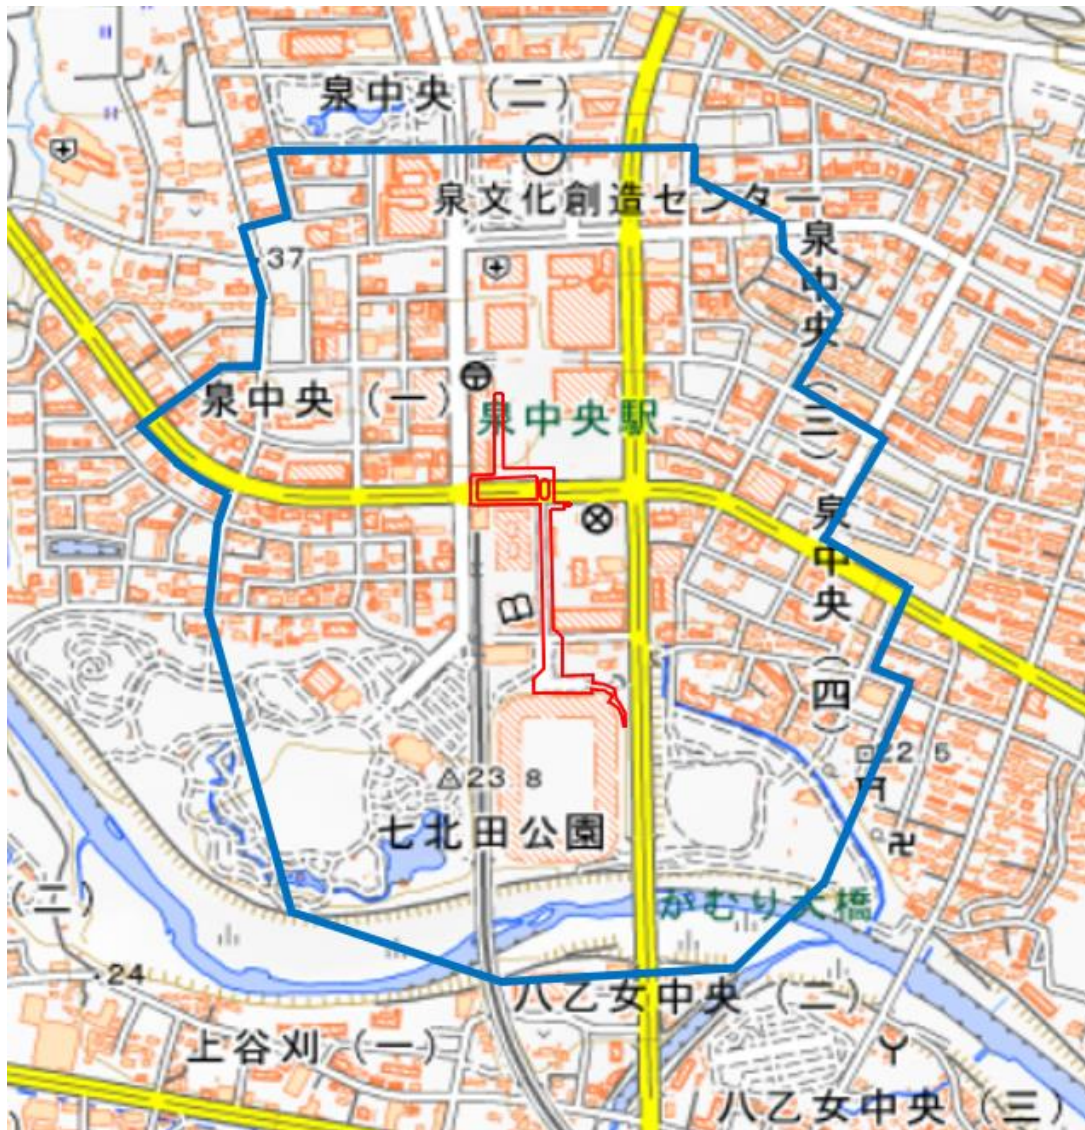 泉中央（二）
泉文化創造センター
37
泉中央（三）
泉中央（一）
泉中央駅
泉中央（四）
22 5
23 8
七北田公園
（二）
かむり大橋
24
八乙女中央（二）
上谷刈（一）
八乙女中央（三）